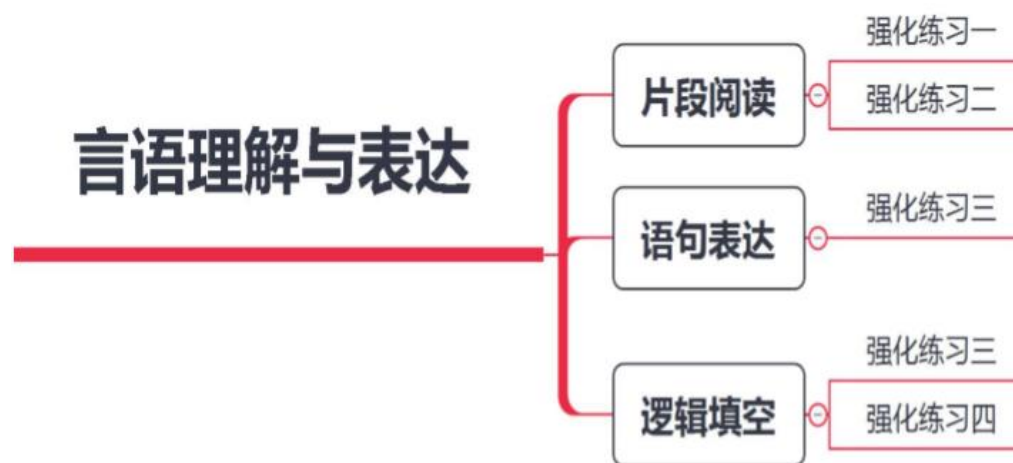 言语理解与表达
片段阅读
强化练习一
强化练习二
语句表达
强化练习三
逻辑填空
强化练习三
强化练习四